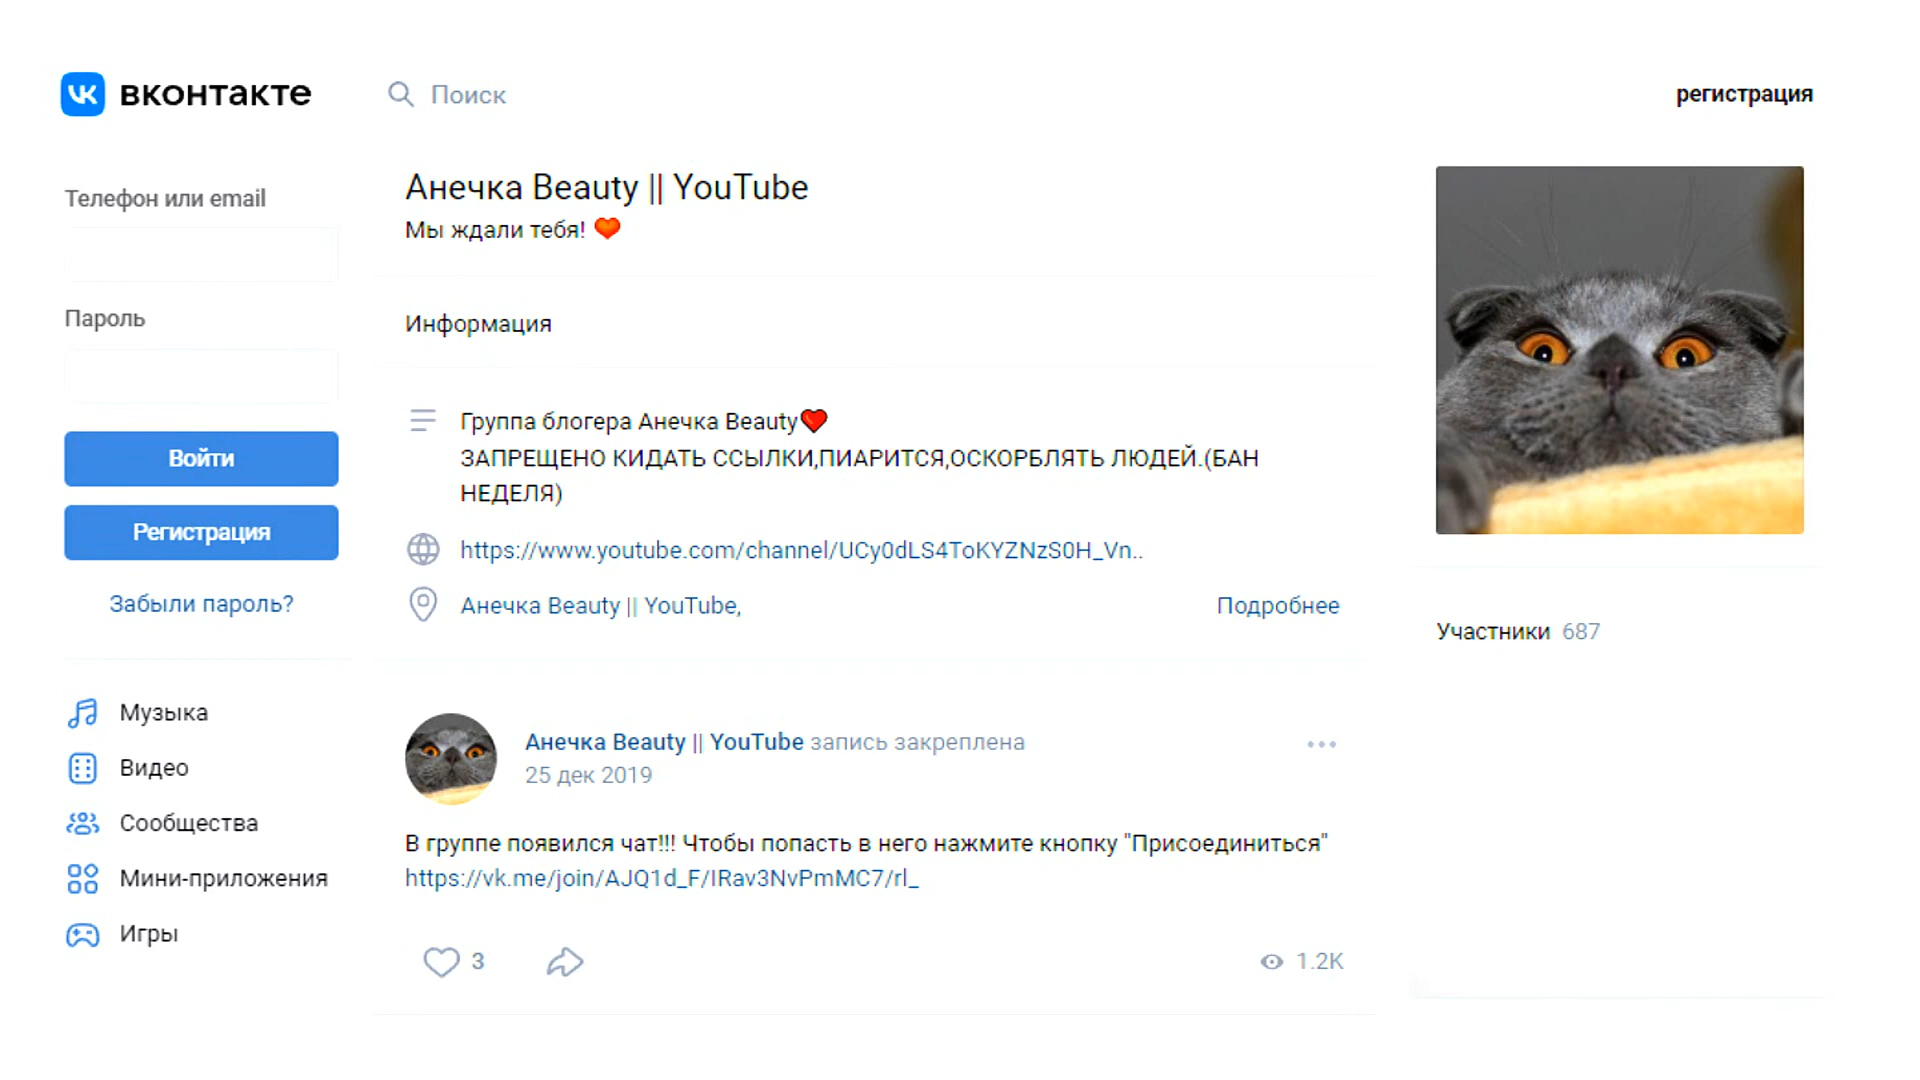 вконтакте
Поиск
регистрация
Телефон или email
Пароль
Войти
Регистрация
Забыли пароль?
Музыка
Видео
Сообщества
Мини-приложения
Игры
Анечка Beauty || YouTube
Мы ждали тебя! ❤
Информация
Группа блогера Анечка Beauty❤
ЗАПРЕЩЕНО КИДАТЬ ССЫЛКИ,ПИАРИТСЯ,ОСКОРБЛЯТЬ ЛЮДЕЙ.(БАН
НЕДЕЛЯ)
https://www.youtube.com/channel/UCy0dLS4ToKYZNzS0H_Vn..
Анечка Beauty || YouTube,
Подробнее
Анечка Beauty || YouTube запись закреплена
25 дек 2019
В группе появился чат!!! Чтобы попасть в него нажмите кнопку "Присоединиться"
https://vk.me/join/AJQ1d_F/IRav3NvPmMC7/rl_
3
1.2K
Участники 687